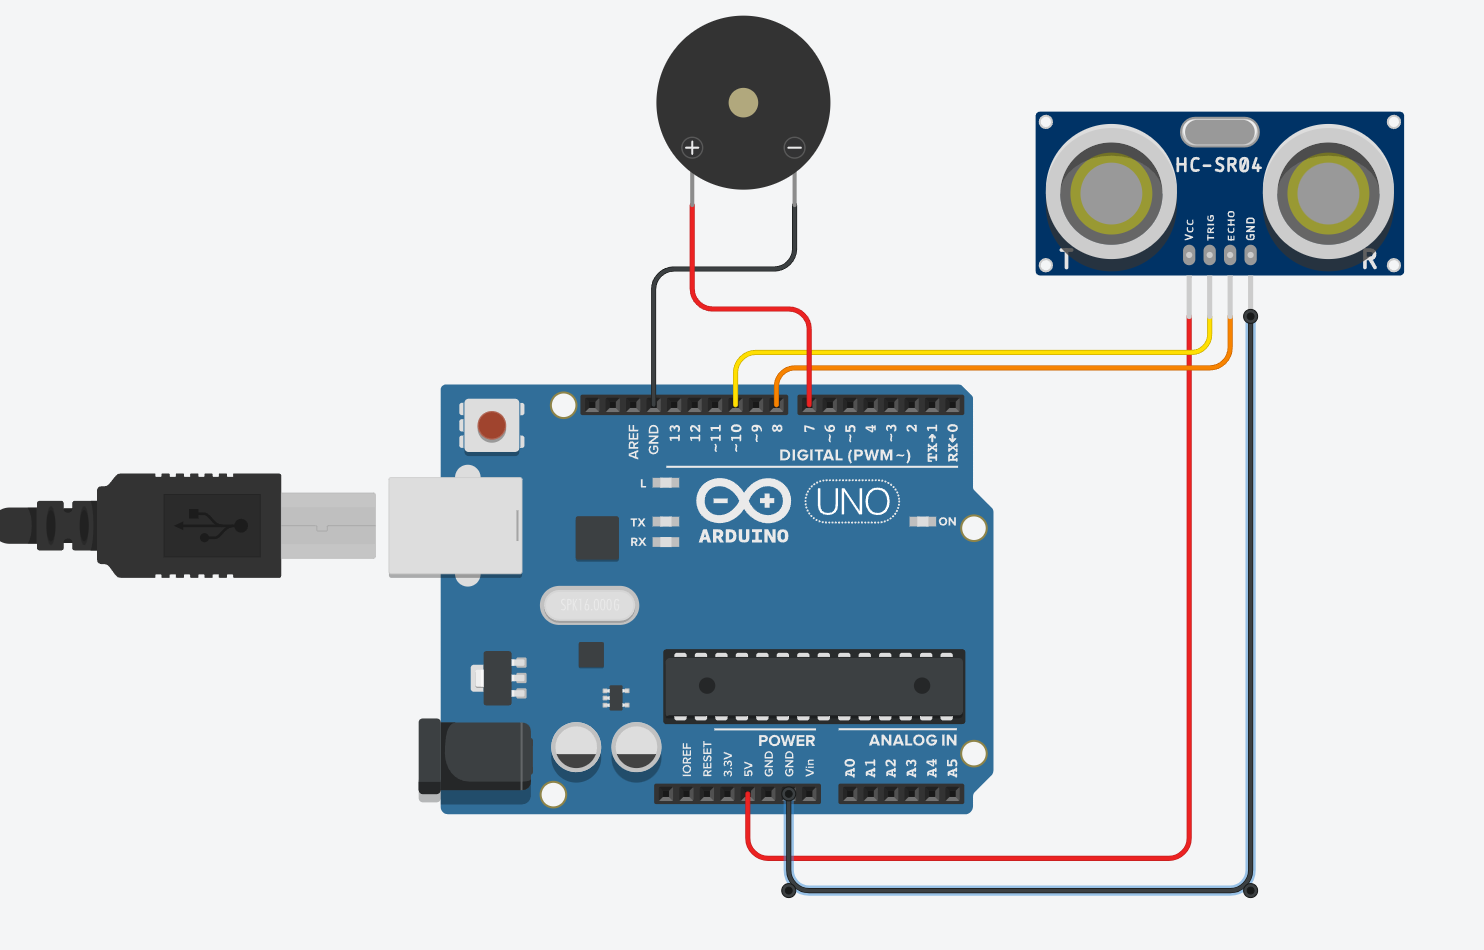 +
−
HC-SR04
Vcc
TRIG
ECHO
GND
T
R
AREF
GND
13
12
~11
~10
~9
8
7
~6
~5
4
~3
2
TX→1
RX←0
DIGITAL (PWM~)
L
TX
RX
ON
UNO
ARDUINO
SPK16.000G
POWER
ANALOG IN
IOREF
RESET
3.3V
5V
GND
GND
Vin
A0
A1
A2
A3
A4
A5